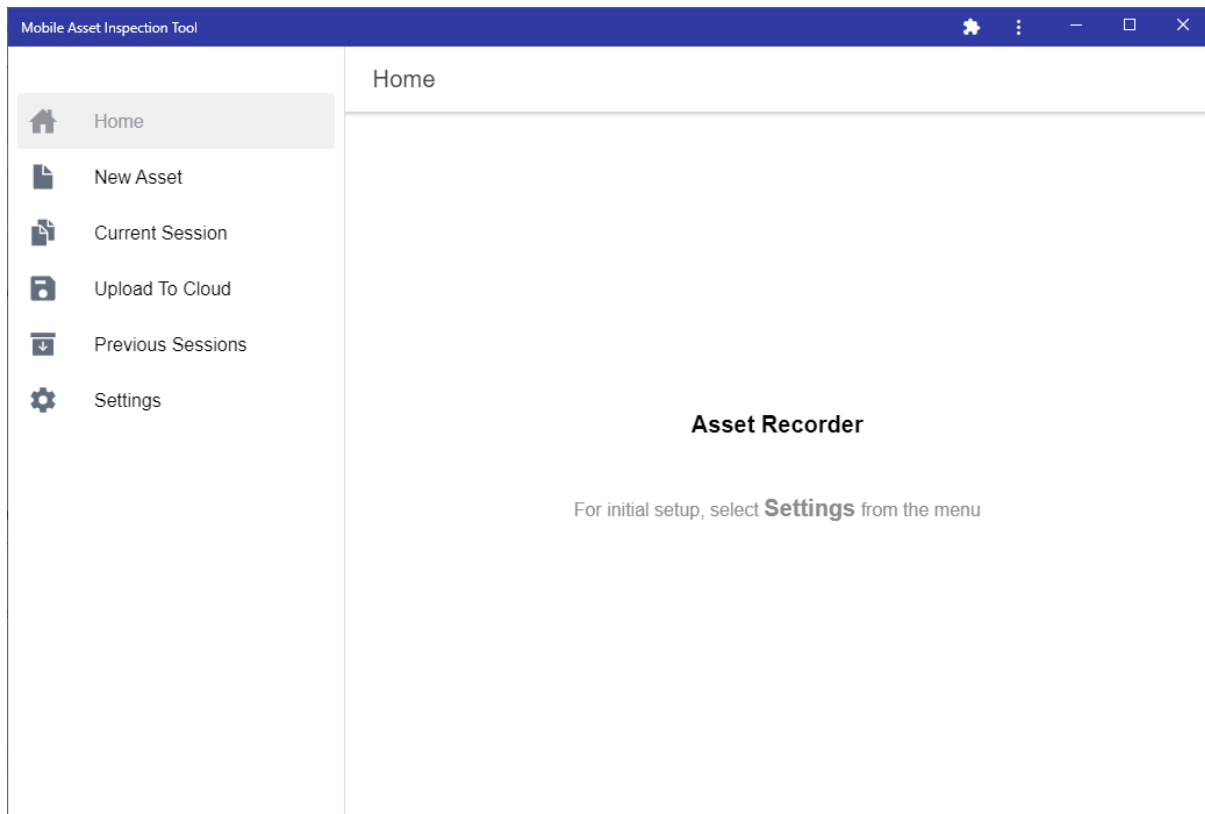 Mobile Asset Inspection Tool
Home
Home
New Asset
Current Session
Upload To Cloud
Previous Sessions
Settings
Asset Recorder
For initial setup, select Settings from the menu